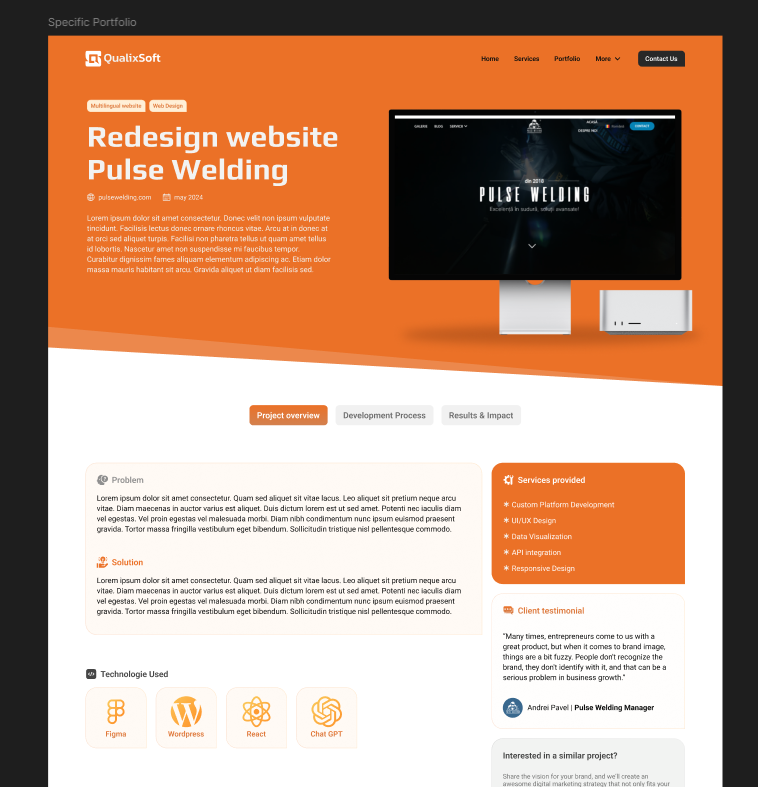 Specific Portfolio
QualixSoft
Home
Services
Portfolio
More
Contact Us
Multilingual website
Web Design
Redesign website
Pulse Welding
pulsewelding.com
may 2024
Lorem ipsum dolor sit amet consectetur. Donec velit non ipsum vulputate
tincidunt. Facilisis lectus donec ornare rhoncus vitae. Arcu at in donec at
at orci sed aliquet turpis. Facilisi non pharetra tellus ut quam amet tellus
id lobortis. Nascetur amet non suspendisse mi faucibus tempor.
Curabitur dignissim fames aliquam elementum adipiscing ac. Etiam dolor
massa mauris habitant sit arcu. Gravida aliquet ut diam facilisis sed.
GALERIE
BLOG
SERVICII
ACASĂ
DESPRE NOI
CONTACT
din 2018
PULSE WELDING
Excelență în sudură, soluții avansate!
Project overview
Development Process
Results & Impact
Problem
Lorem ipsum dolor sit amet consectetur. Quam sed aliquet sit vitae lacus. Leo aliquet sit pretium neque arcu
vitae. Diam maecenas in auctor varius est aliquet. Duis dictum lorem est ut sed amet. Potenti nec iaculis diam
vel egestas. Vel proin egestas vel malesuada morbi. Diam nibh condimentum nunc ipsum euismod praesent
gravida. Tortor massa fringilla vestibulum eget bibendum. Sollicitudin tristique nisl pellentesque commodo.
Solution
Lorem ipsum dolor sit amet consectetur. Quam sed aliquet sit vitae lacus. Leo aliquet sit pretium neque arcu
vitae. Diam maecenas in auctor varius est aliquet. Duis dictum lorem est ut sed amet. Potenti nec iaculis diam
vel egestas. Vel proin egestas vel malesuada morbi. Diam nibh condimentum nunc ipsum euismod praesent
gravida. Tortor massa fringilla vestibulum eget bibendum. Sollicitudin tristique nisl pellentesque commodo.
Technologie Used
Figma
Wordpress
React
Chat GPT
Services provided
* Custom Platform Development
* UI/UX Design
* Data Visualization
* API integration
* Responsive Design
Client testimonial
"Many times, entrepreneurs come to us with a
great product, but when it comes to brand image,
things are a bit fuzzy. People don't recognize the
brand, they don't identify with it, and that can be a
serious problem in business growth."
Andrei Pavel | Pulse Welding Manager
Interested in a similar project?
Share the vision for your brand, and we'll create an
awesome digital marketing strategy that not only fits your